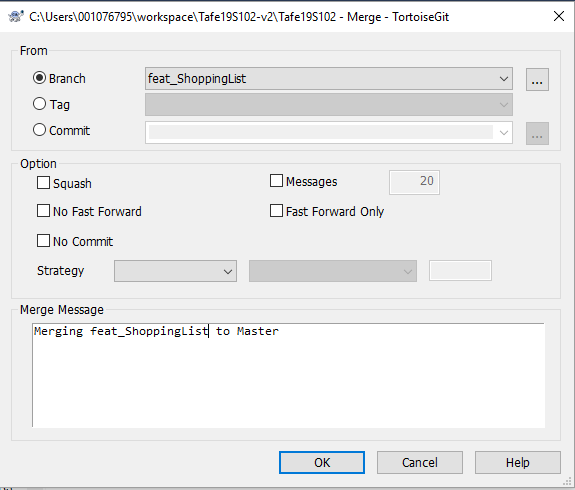 C:\Users\001076795\workspace\Tafe19S102-v2\Tafe19S102 - Merge - TortoiseGit
From
Branch
feat_ShoppingList
...
Tag
Commit
...
Option
Squash
Messages
20
No Fast Forward
Fast Forward Only
No Commit
Strategy
Merge Message
Merging feat_ShoppingList to Master
OK
Cancel
Help